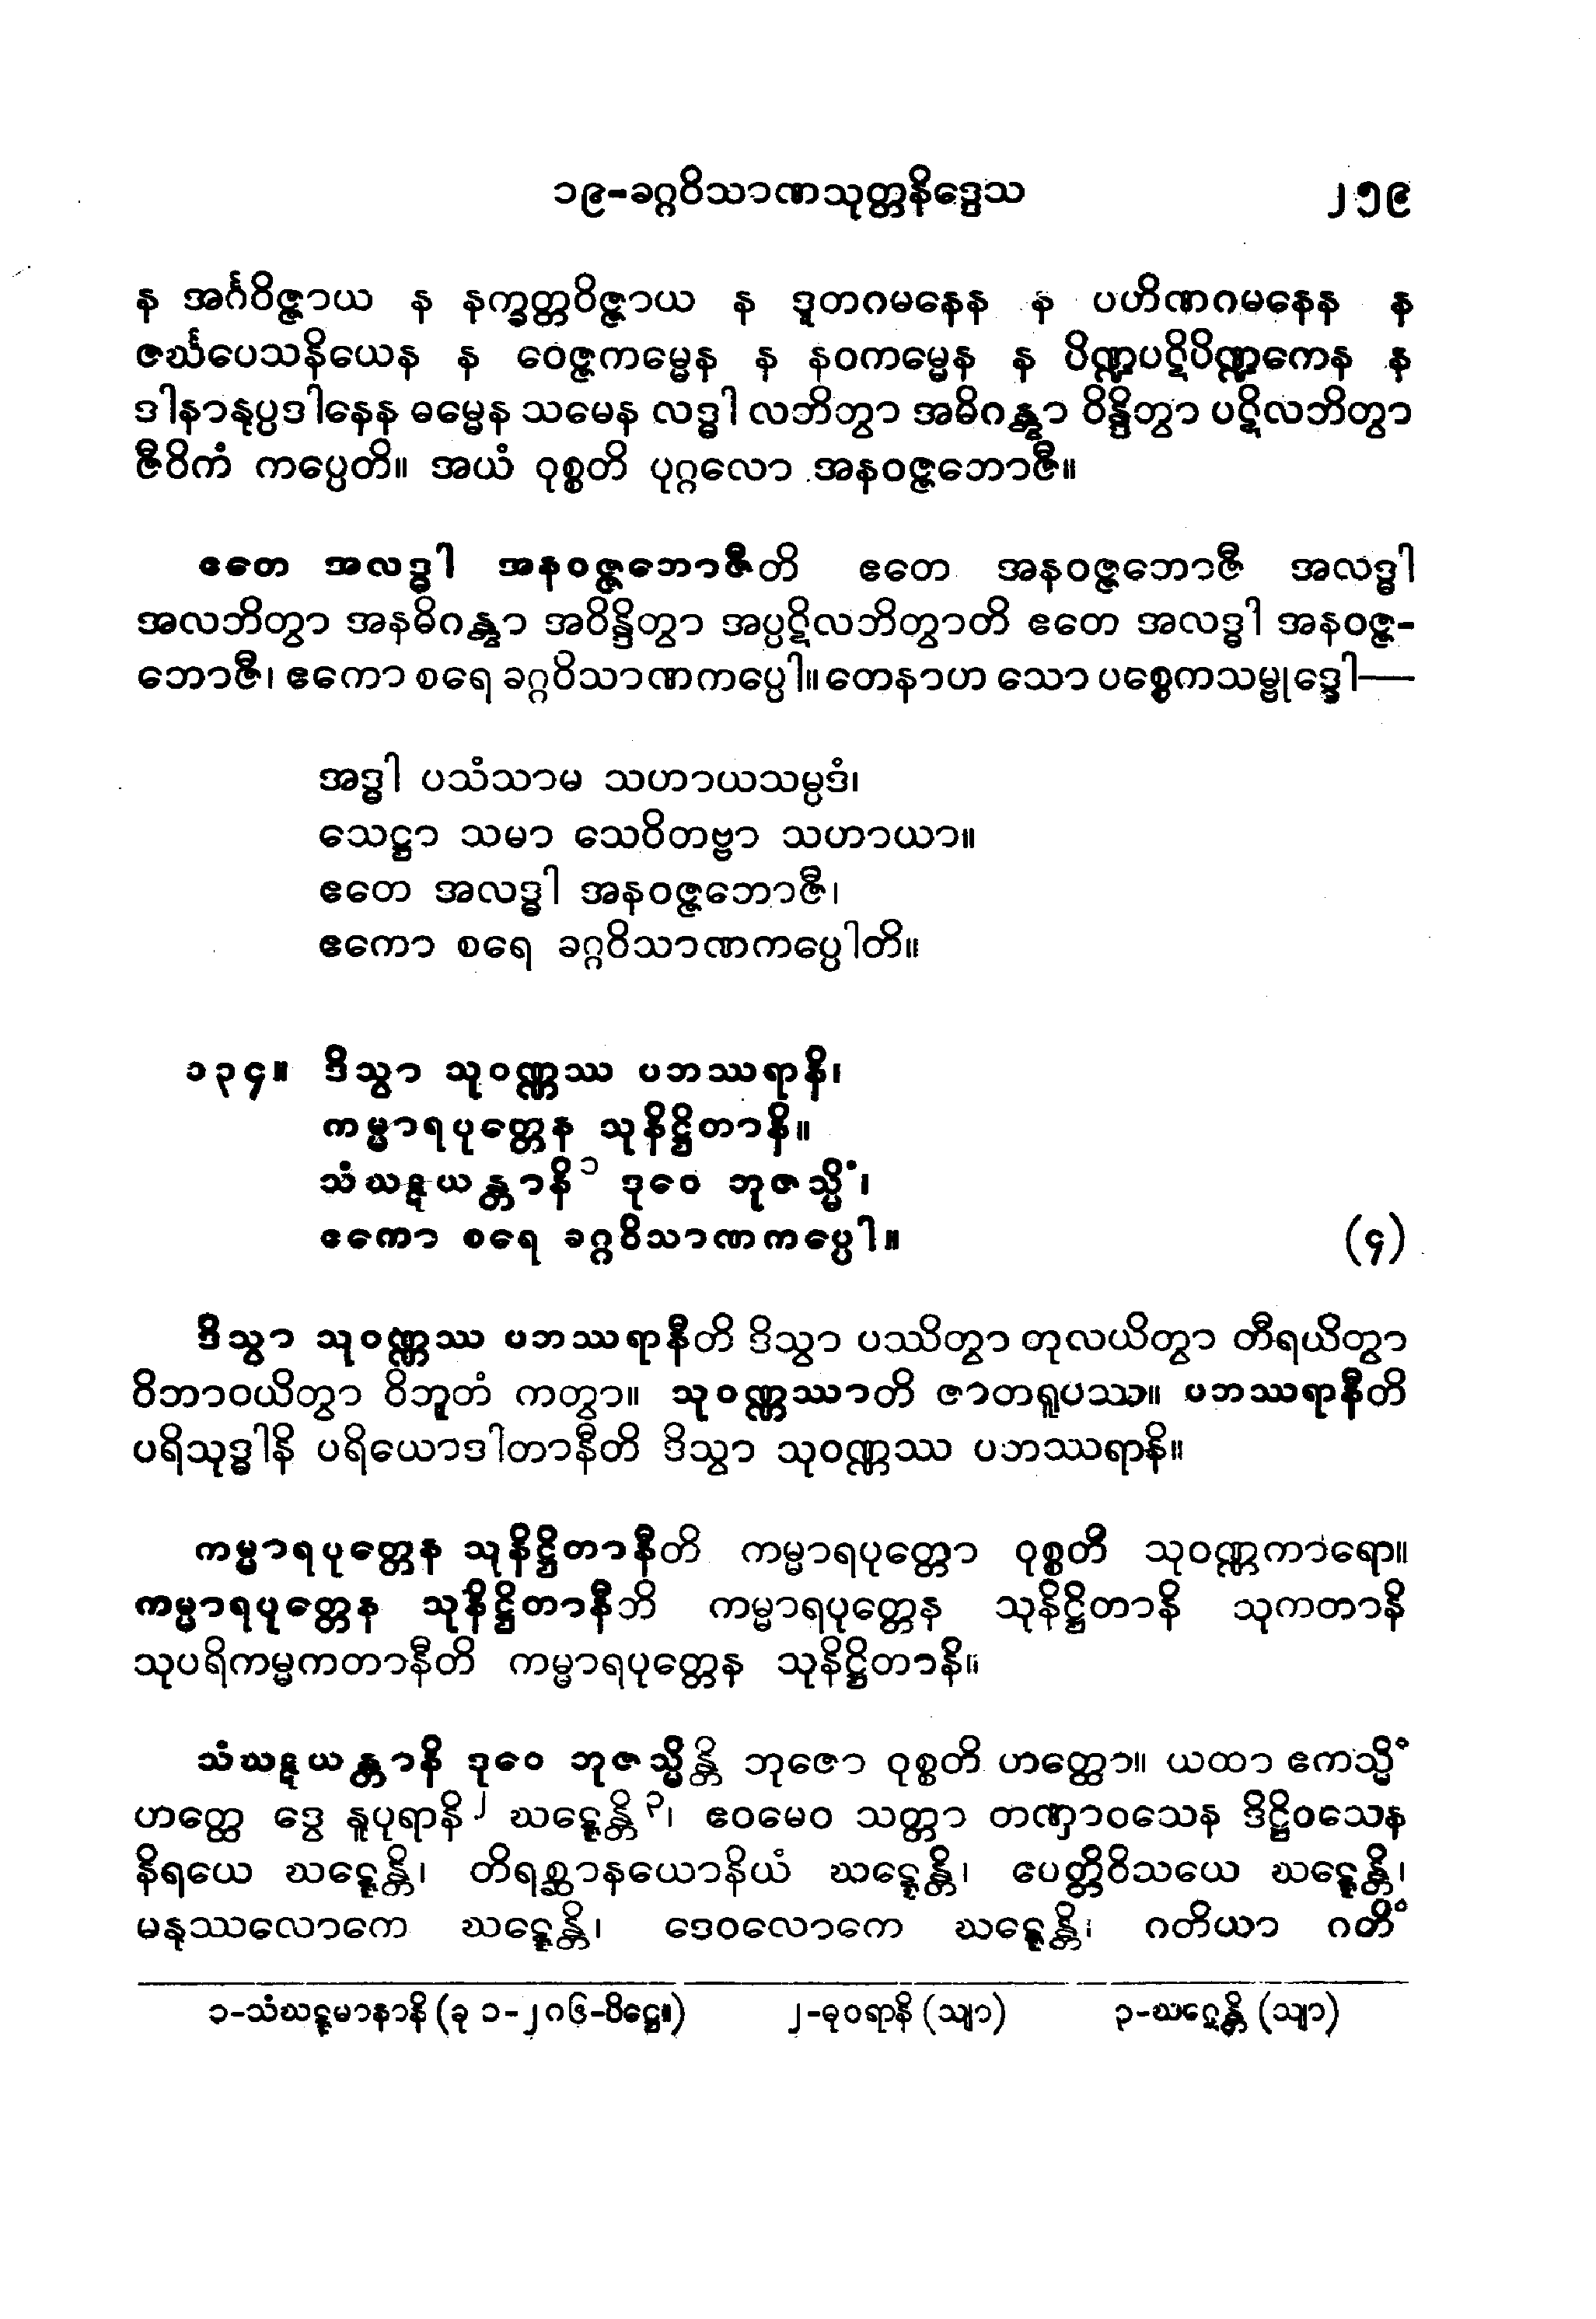 ၁၉-ခဂ္ဂဝိသာဏသုတ္တနိဒ္ဒေသ ၂၅၉
န အင်္ဂဝိဇ္ဇာယ န နက္ခတ္တဝိဇ္ဇာယ န ဒူတဂမနေန န ပဟိဏဂမနေန န
ဇင်္ဃပေသနိယေန န ဝေဇ္ဇကမ္မေန န နဝကမ္မေန န ပိဏ္ဍပဋိပိဏ္ဍကေန န
ဒါနာနုပ္ပဒါနေန ဓမ္မေန သမေန လဒ္ဓါ လဘိတွာ အဓိဂန္တွာ ဝိန္ဒိတွာ ပဋိလဘိတွာ
ဇီဝိကံ ကပ္ပေတိ။ အယံ ဝုစ္စတိ ပုဂ္ဂလော အနဝဇ္ဇဘောဇီ။
ဧတေ အလဒ္ဓါ အနဝဇ္ဇဘောဇီတိ ဧတေ အနဝဇ္ဇဘောဇီ အလဒ္ဓါ
အလဘိတွာ အနဓိဂန္တွာ အဝိန္ဒိတွာ အပ္ပဋိလဘိတွာတိ ဧတေ အလဒ္ဓါ အနဝဇ္ဇ-
ဘောဇီ၊ ဧကော စရေ ခဂ္ဂဝိသာဏကပ္ပေါ။ တေနာဟ သော ပစ္စေကသမ္ဗုဒ္ဓေါ—
အဒ္ဓါ ပသံသာမ သဟာယသမ္ပဒံ၊
သေဋ္ဌာ သမာ သေဝိတဗ္ဗာ သဟာယာ။
ဧတေ အလဒ္ဓါ အနဝဇ္ဇဘောဇီ၊
ဧကော စရေ ခဂ္ဂဝိသာဏကပ္ပေါတိ။
၁၃၄။ ဒိသွာ သုဝဏ္ဏဿ ပဘဿရာနိ၊
ကမ္မာရပုတ္တေန သုနိဋ္ဌိတာနိ။
သံဃဋယန္တာနိ ၁ ဒုဝေ ဘုဇသ္မိံ၊
ဧကော စရေ ခဂ္ဂဝိသာဏကပ္ပေါ။ (၄)
ဒိသွာ သုဝဏ္ဏဿ ပဘဿရာနီတိ ဒိသွာ ပဿိတွာ တုလယိတွာ တီရယိတွာ
ဝိဘာဝယိတွာ ဝိဘူတံ ကတွာ။ သုဝဏ္ဏဿာတိ ဇာတရူပဿ။ ပဘဿရာနီတိ
ပရိသုဒ္ဓါနိ ပရိယောဒါတာနီတိ ဒိသွာ သုဝဏ္ဏဿ ပဘဿရာနိ။
ကမ္မာရပုတ္တေန သုနိဋ္ဌိတာနီတိ ကမ္မာရပုတ္တော ဝုစ္စတိ သုဝဏ္ဏကာရော။
ကမ္မာရပုတ္တေန သုနိဋ္ဌိတာနီဘိ ကမ္မာရပုတ္တေန သုနိဋ္ဌိတာနိ သုကတာနိ
သုပရိကမ္မကတာနီတိ ကမ္မာရပုတ္တေန သုနိဋ္ဌိတာနိ။
သံဃဋယန္တာနိ ဒုဝေ ဘုဇသ္မိန္တိ ဘုဇော ဝုစ္စတိ ဟတ္ထော။ ယထာ ဧကသ္မိံ
ဟတ္ထေ ဒွေ နူပုရာနိ ၂ ဃဋ္ဋေန္တိ ၃၊ ဧဝမေဝ သတ္တာ တဏှာဝသေန ဒိဋ္ဌိဝသေန
နိရယေ ဃဋ္ဋေန္တိ၊ တိရစ္ဆာနယောနိယံ ဃဋ္ဋေန္တိ၊ ပေတ္တိဝိသယေ ဃဋ္ဋေန္တိ၊
မနုဿလောကေ ဃဋ္ဋေန္တိ၊ ဒေဝလောကေ ဃဋ္ဋေန္တိ၊ ဂတိယာ ဂတိံ
၁-သံဃဋ္ဋမာနာနိ (ခု ၁-၂၈၆-ပိဋ္ဌေ။) ၂-ဓုဝရာနိ (သျာ) ၃-ဃဋေန္တိ (သျာ)